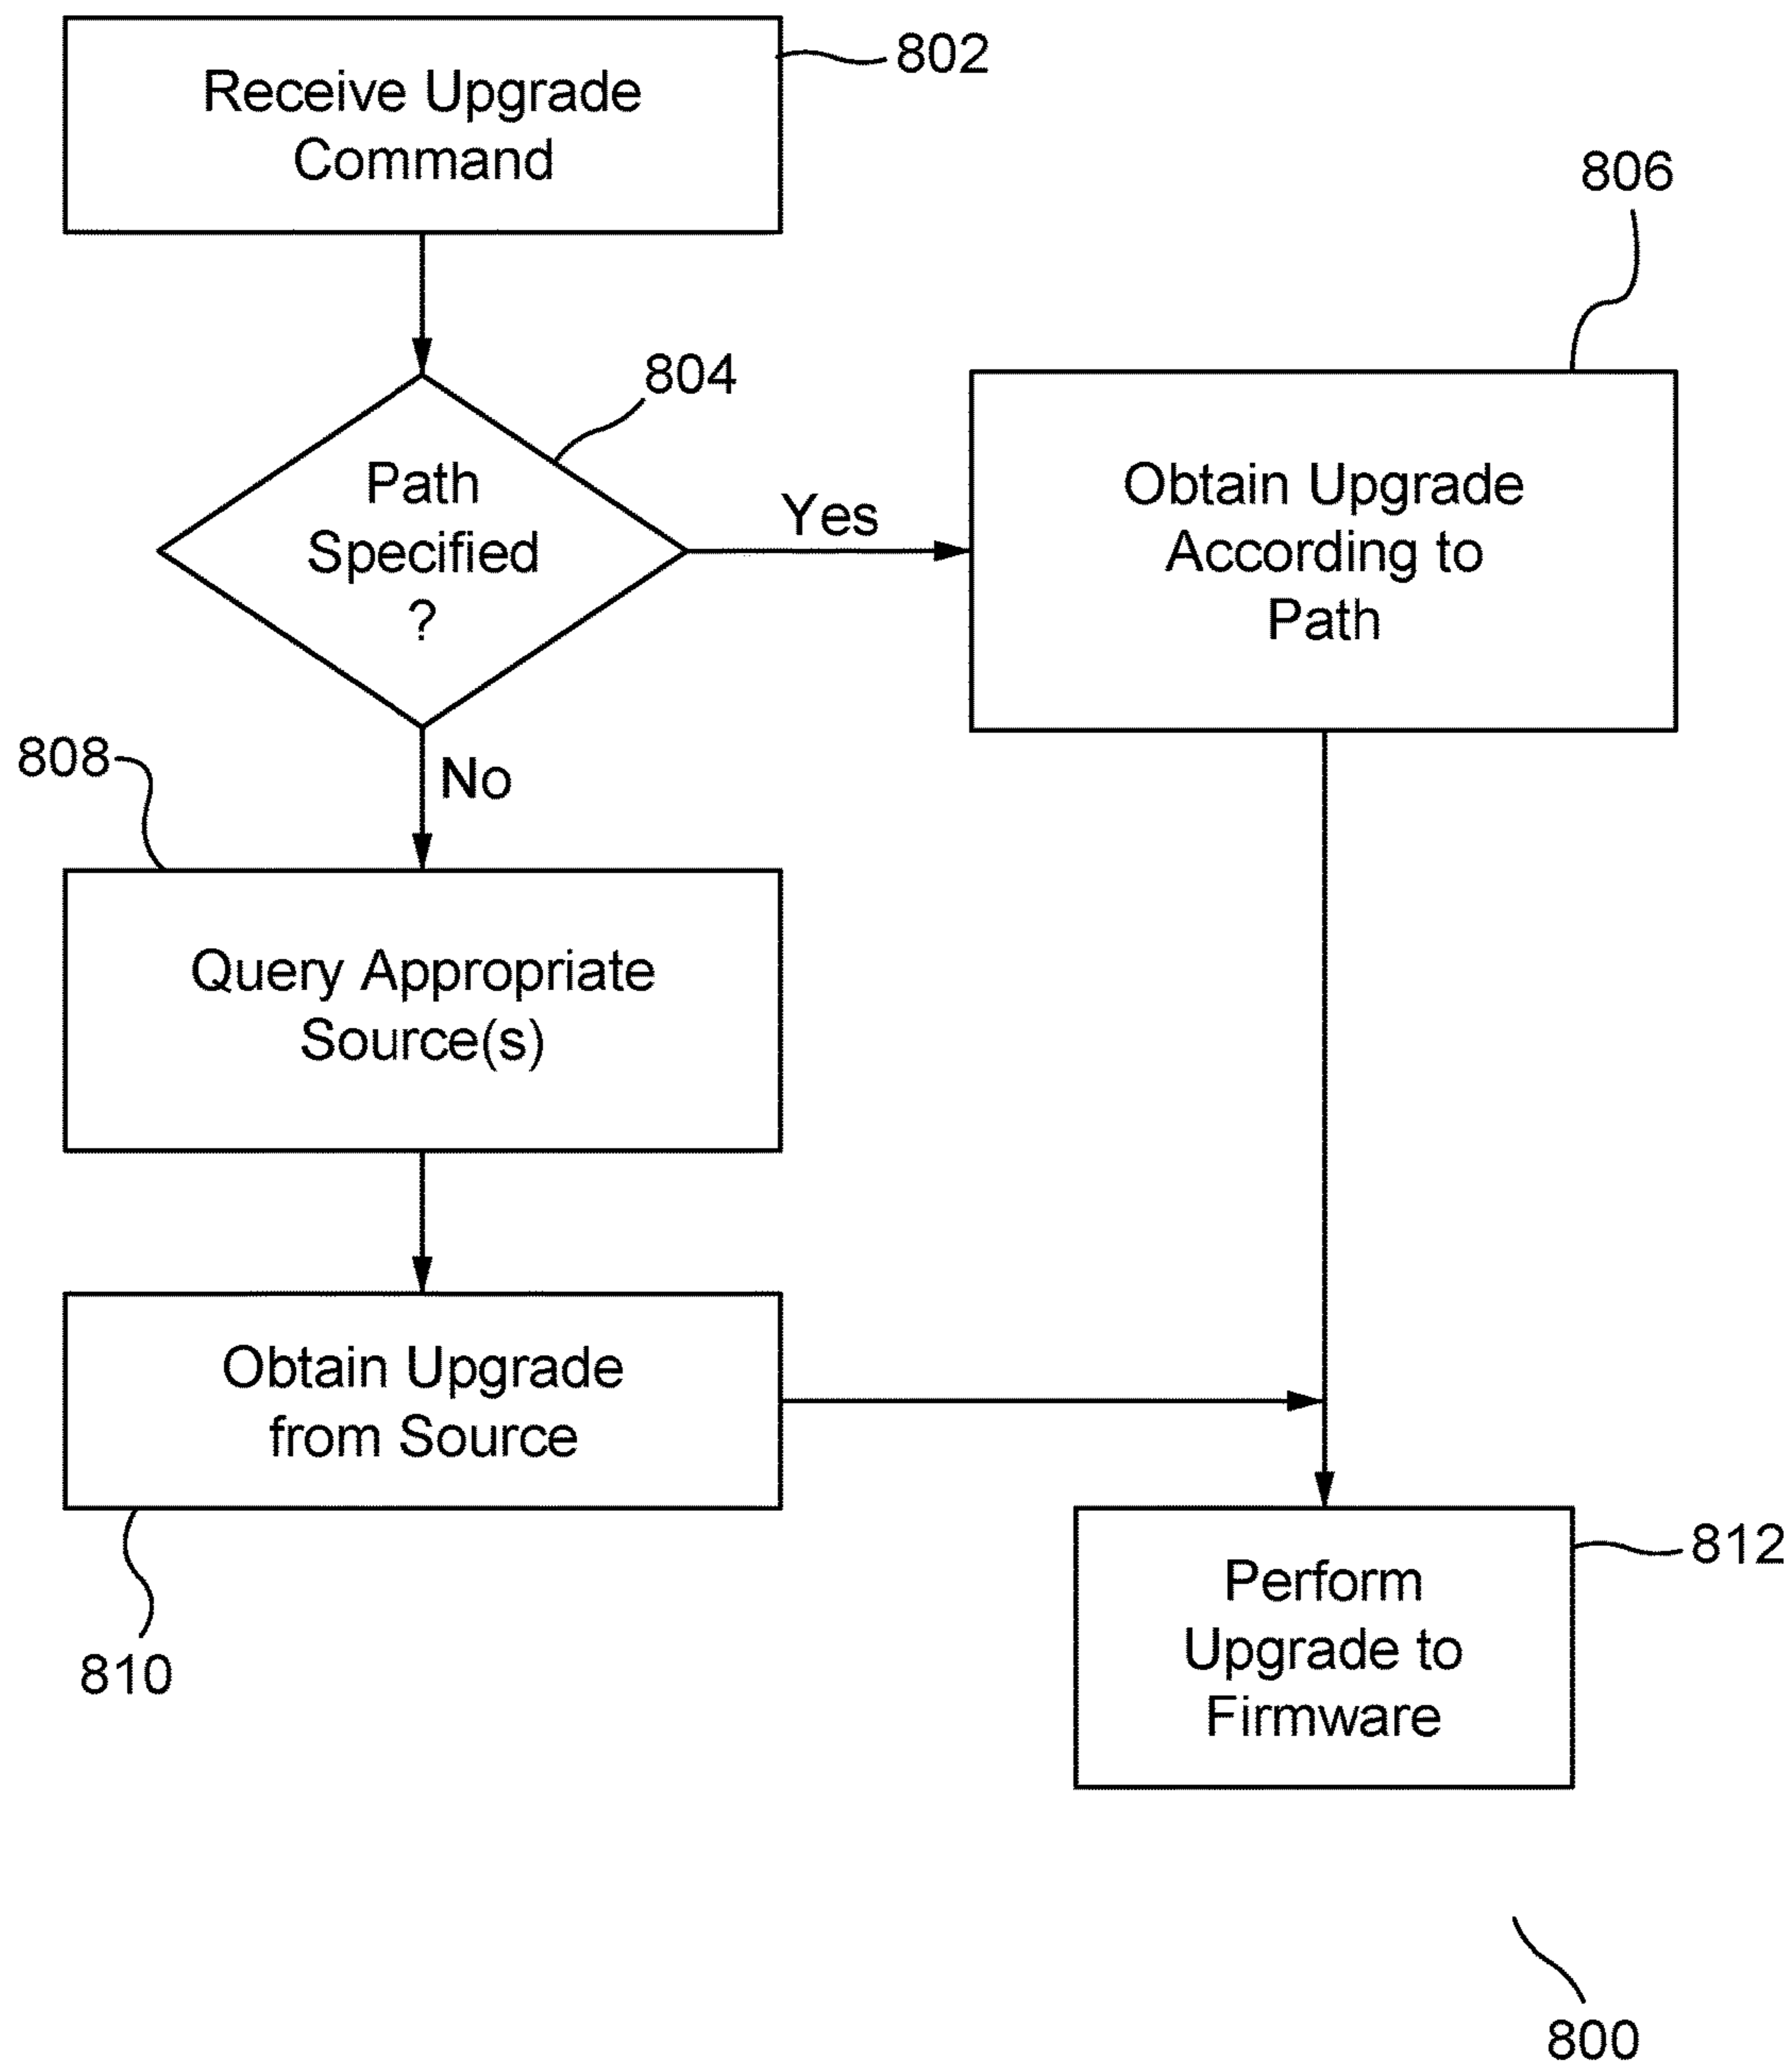 Receive Upgrade
Command
802
804
Path
Specified
?
Yes
806
Obtain Upgrade
According to
Path
No
808
Query Appropriate
Source(s)
Obtain Upgrade
from Source
810
Perform
Upgrade to
Firmware
812
800